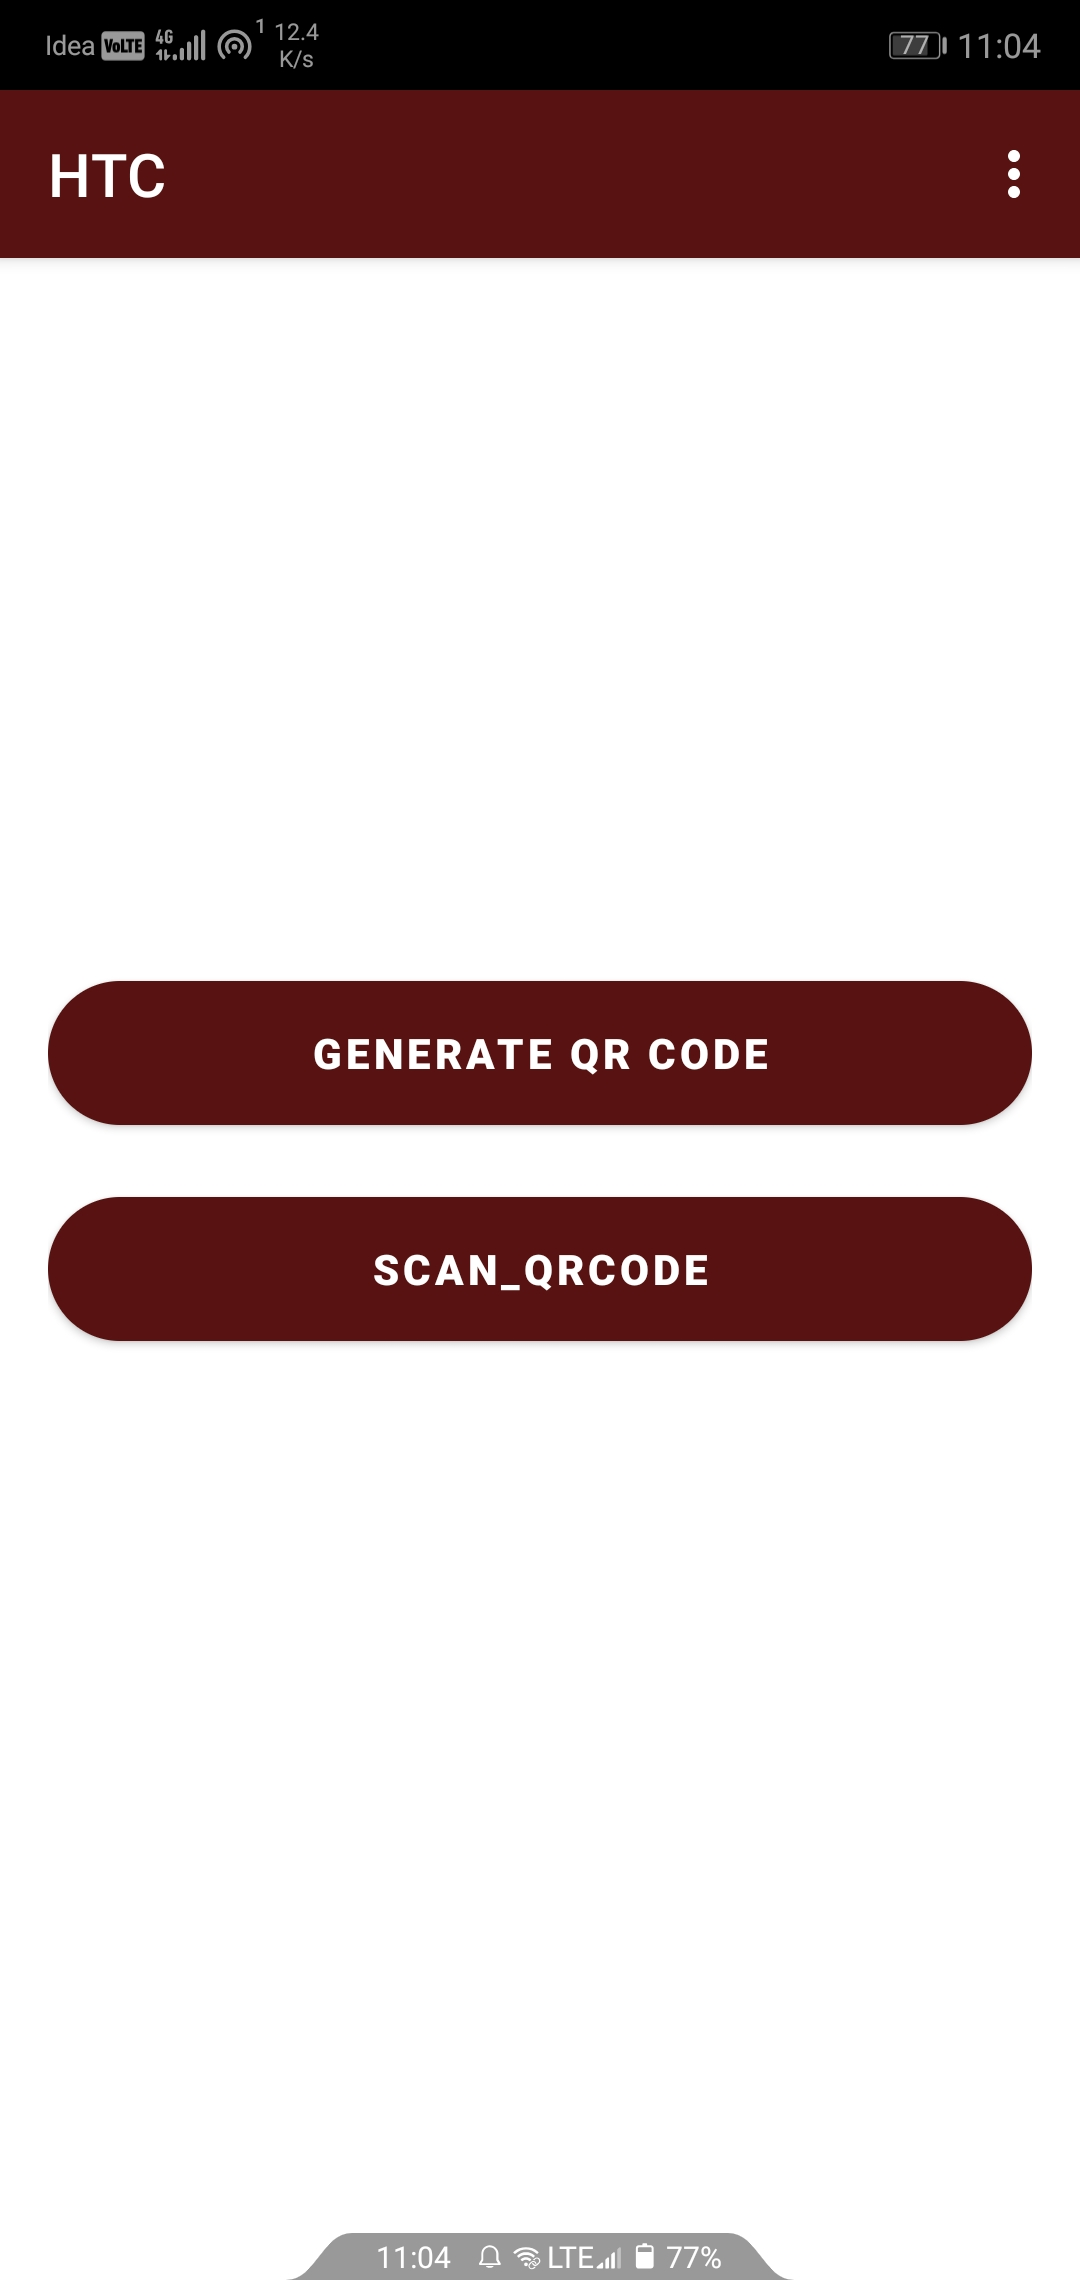 Idea VoLTE 4G 1 12.4 K/s 77 11:04
HTC
GENERATE QR CODE
SCAN_QRCODE
11:04 LTE 77%